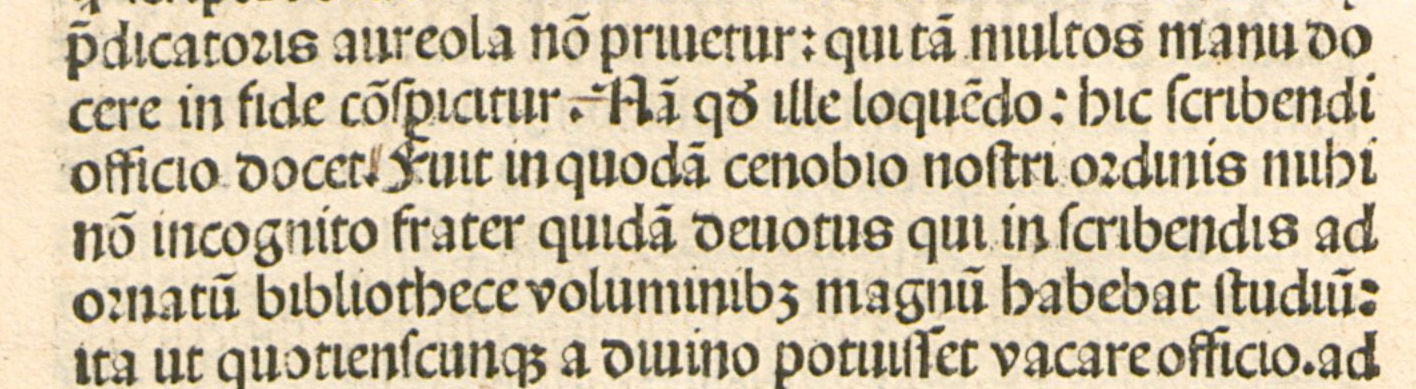 p̄dicatoris aureola nō priuetur: qui tā multos manu do
cere in fide cōſpicitur. Nā qd̛ ille loquēdo: hic ſcribendi
officio docet. Fuit in quodā cenobio noſtri ordinis mihi
nō incognito frater quidā deuotus qui in ſcribendis ad
ornatū bibliothece voluminibꝫ magnū habebat ſtudiū:
ita ut quotienſcunqꝫ a diuino potuiſſet vacare officio. ad